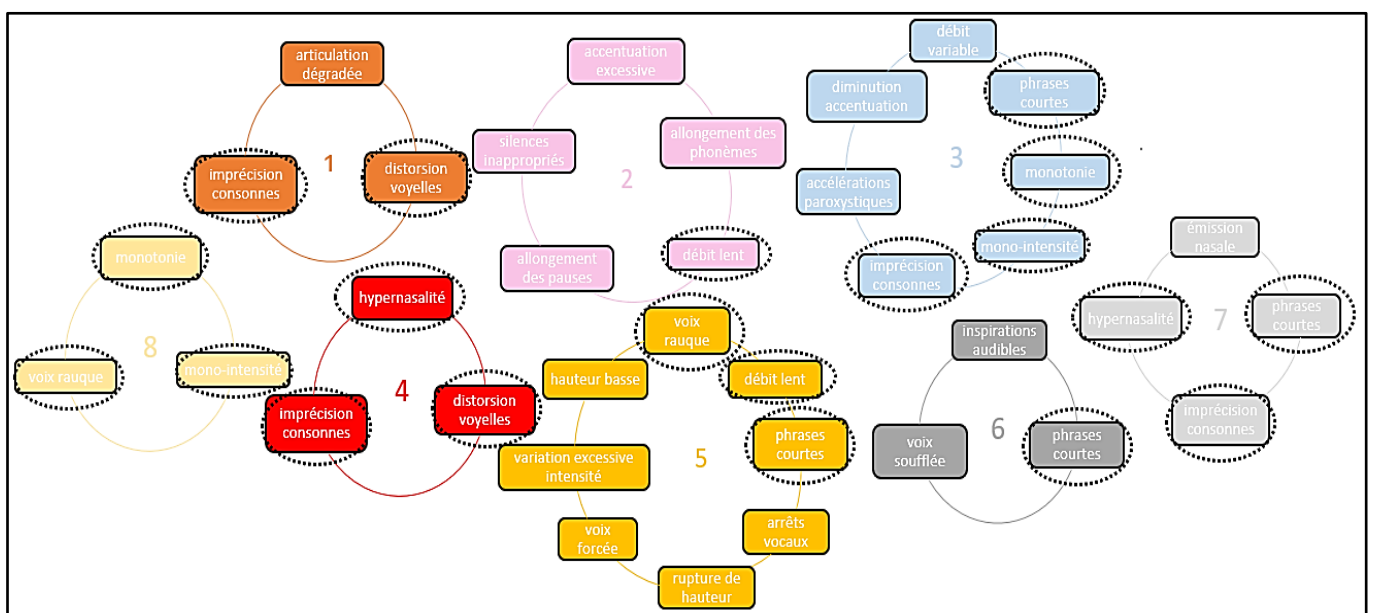 articulation
dégradée
imprécision
consonnes
distorsion
voyelles
1
accentuation
excessive
silences
inappropriés
allongement des
phonèmes
2
allongement
des pauses
débit lent
débit
variable
diminution
accentuation
phrases
courtes
3
monotonie
accélérations
paroxystiques
mono-intensité
imprécision
consonnes
monotonie
8
voix rauque
mono-intensité
hypernasalité
4
imprécision
consonnes
distorsion
voyelles
voix
rauque
hauteur basse
débit lent
variation excessive
intensité
5
phrases
courtes
voix
forcée
arrêts
vocaux
rupture de
hauteur
inspirations
audibles
6
voix
soufflée
phrases
courtes
émission
nasale
hypernasalité
7
phrases
courtes
imprécision
consonnes